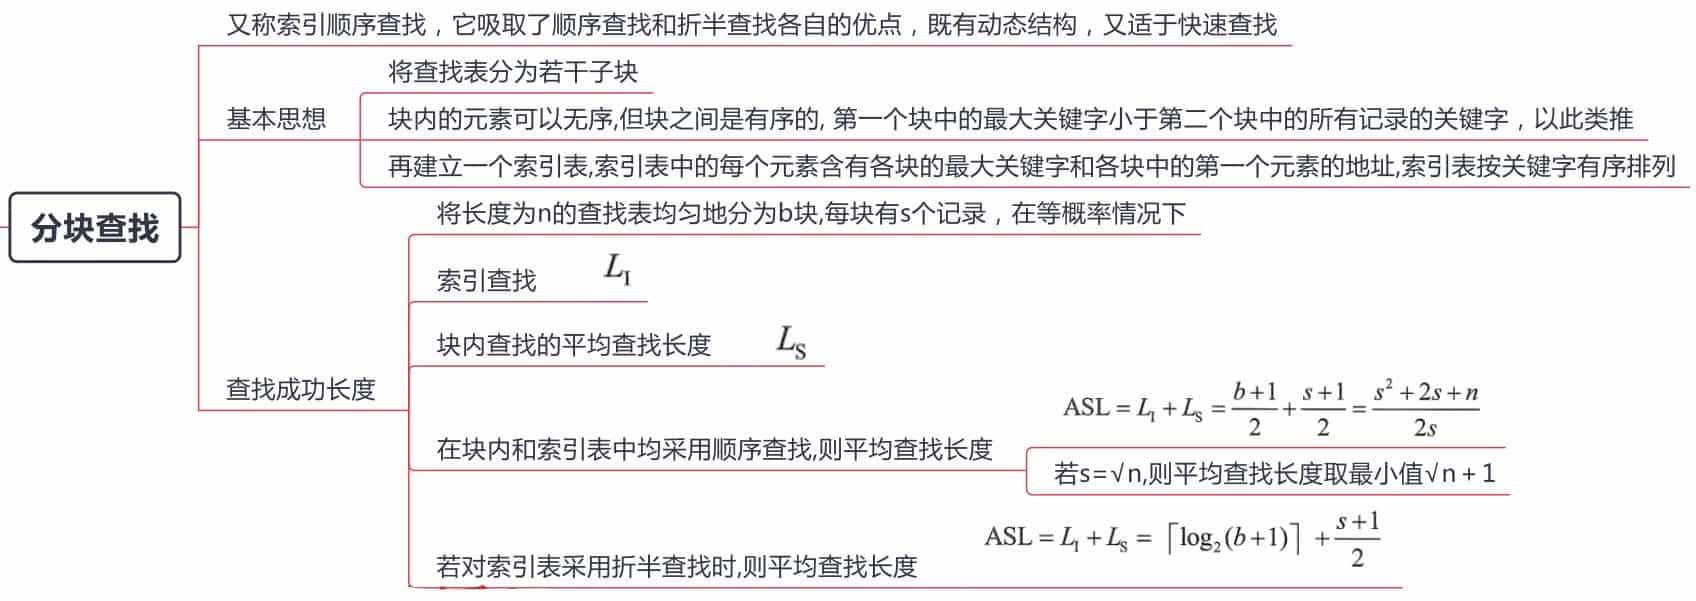 又称索引顺序查找，它吸取了顺序查找和折半查找各自的优点，既有动态结构，又适于快速查找
将查找表分为若干子块
基本思想
块内的元素可以无序,但块之间是有序的, 第一个块中的最大关键字小于第二个块中的所有记录的关键字，以此类推
再建立一个索引表,索引表中的每个元素含有各块的最大关键字和各块中的第一个元素的地址,索引表按关键字有序排列
分块查找
将长度为n的查找表均匀地分为b块,每块有s个记录，在等概率情况下
索引查找 L_I
块内查找的平均查找长度 L_S
查找成功长度
在块内和索引表中均采用顺序查找,则平均查找长度
ASL = L_I + L_S = (b+1)/2 + (s+1)/2 = (s²+2s+n)/(2s)
若s=√n,则平均查找长度取最小值√n + 1
若对索引表采用折半查找时,则平均查找长度
ASL = L_I + L_S = ⌈log₂(b+1)⌉ + (s+1)/2